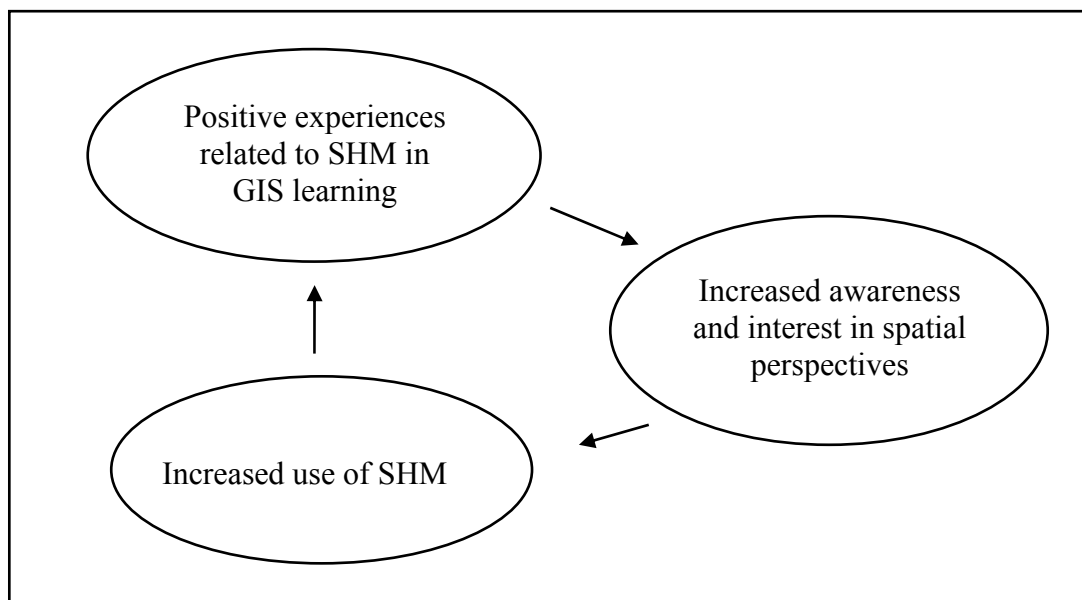 Positive experiences
related to SHM in
GIS learning
Increased awareness
and interest in spatial
perspectives
Increased use of SHM